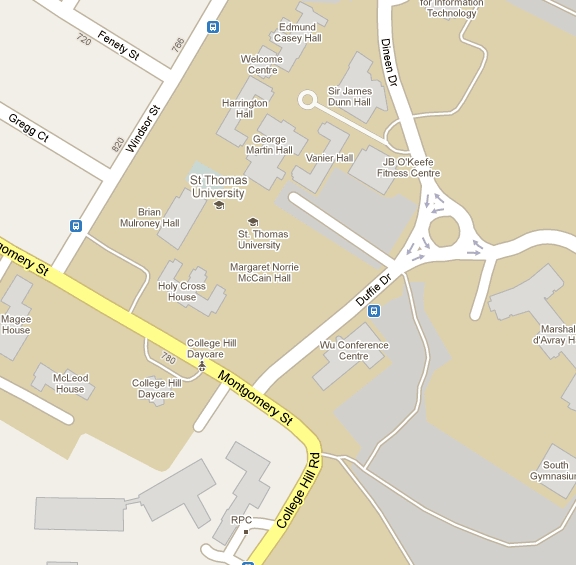 for Information
Technology
Edmund
Casey Hall
Fenety St
720
766
Dineen Dr
Welcome
Centre
Sir James
Dunn Hall
Harrington
Hall
Windsor St
Gregg Ct
820
George
Martin Hall
Vanier Hall
JB O'Keefe
Fitness Centre
St Thomas
University
Brian
Mulroney Hall
St. Thomas
University
Margaret Norrie
McCain Hall
gomery St
Holy Cross
House
Duffie Dr
Magee
House
Marshal
d'Avray Ha
College Hill
Daycare
780
Wu Conference
Centre
McLeod
House
College Hill
Daycare
Montgomery St
College Hill Rd
South
Gymnasium
RPC